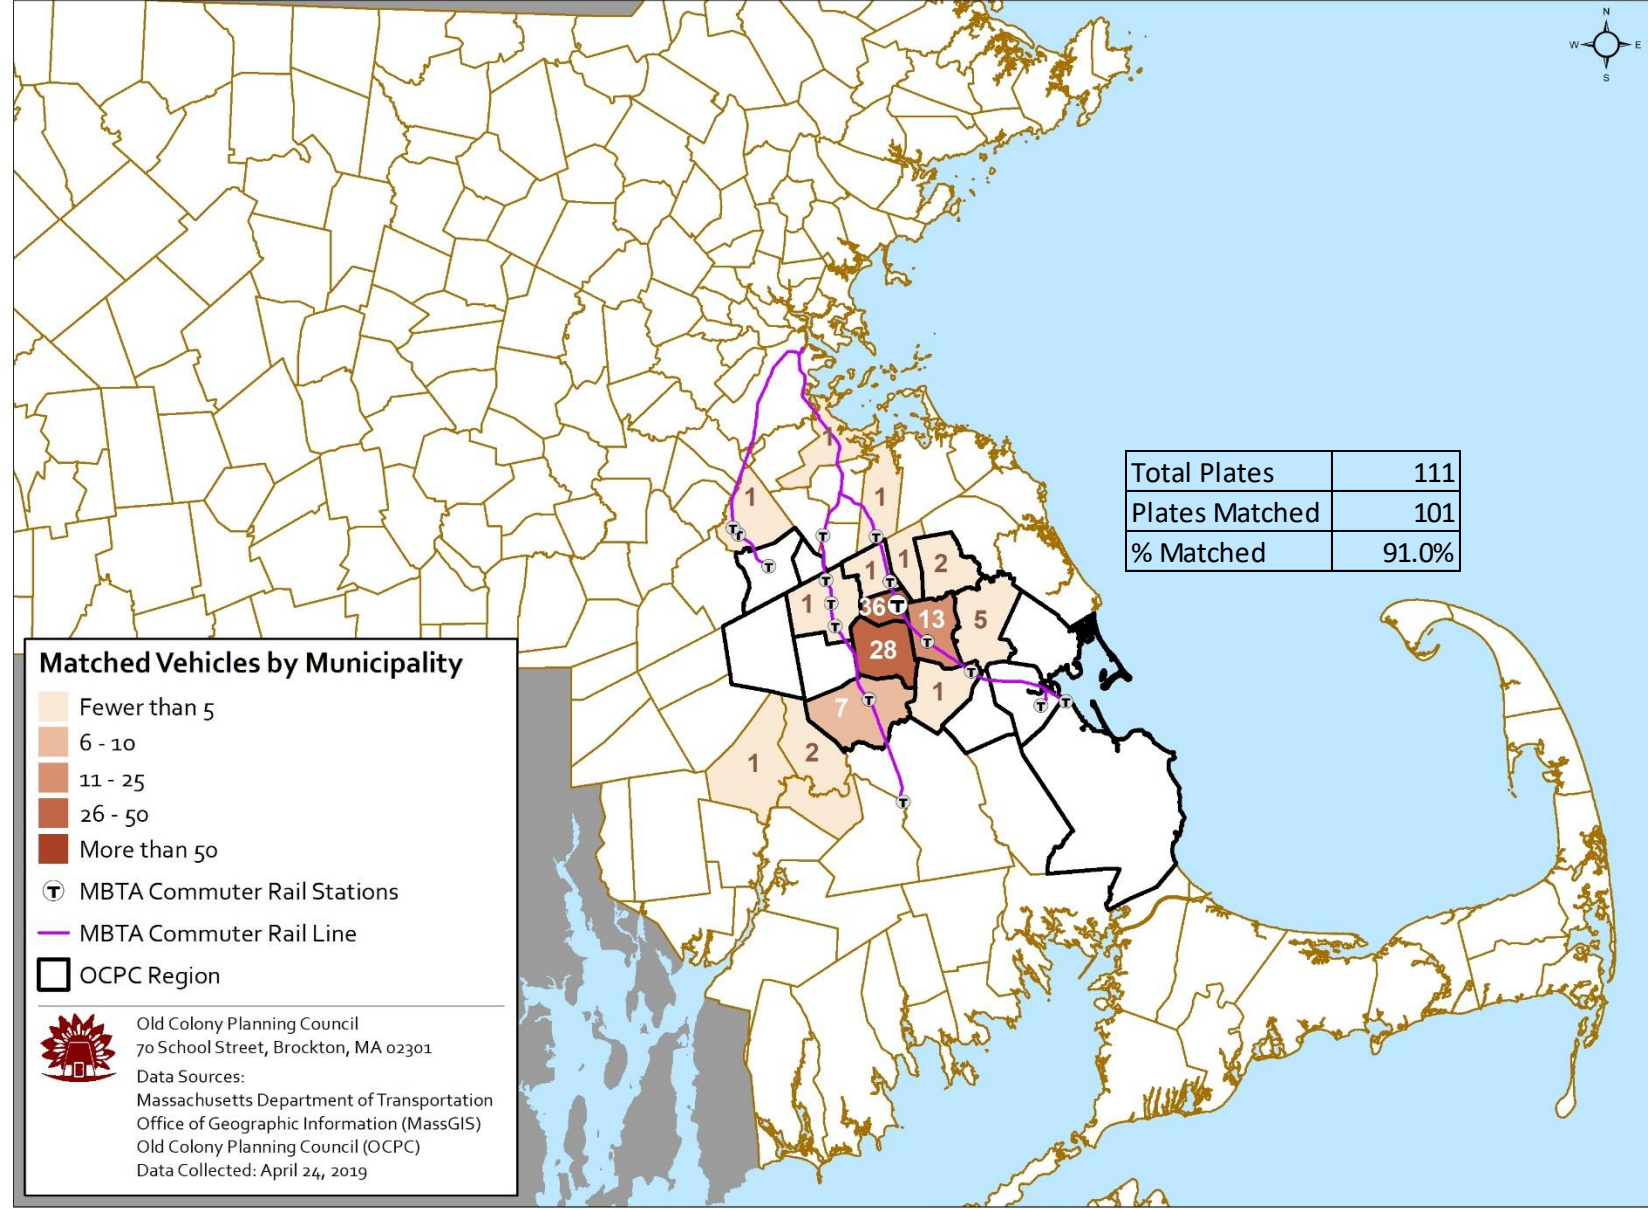 N
W E
S
1
1
1
Total Plates 111
Plates Matched 101
% Matched 91.0%
1
1
2
1
36
13
5
28
1
7
1
2
Matched Vehicles by Municipality
Fewer than 5
6 - 10
11 - 25
26 - 50
More than 50
T MBTA Commuter Rail Stations
MBTA Commuter Rail Line
OCPC Region
Old Colony Planning Council
70 School Street, Brockton, MA 02301
Data Sources:
Massachusetts Department of Transportation
Office of Geographic Information (MassGIS)
Old Colony Planning Council (OCPC)
Data Collected: April 24, 2019